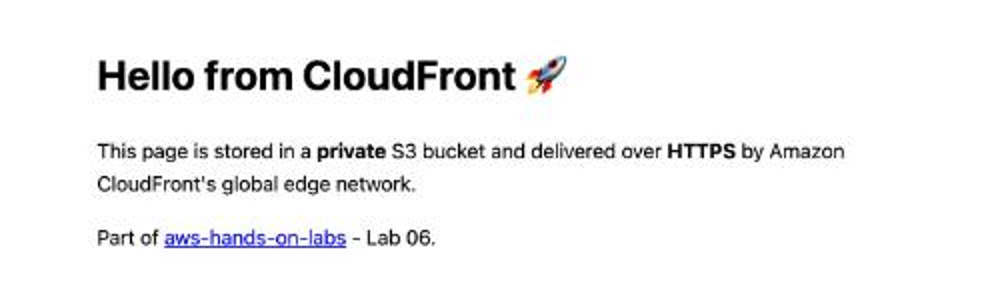 Hello from CloudFront 🚀
This page is stored in a private S3 bucket and delivered over HTTPS by Amazon
CloudFront's global edge network.
Part of aws-hands-on-labs - Lab 06.